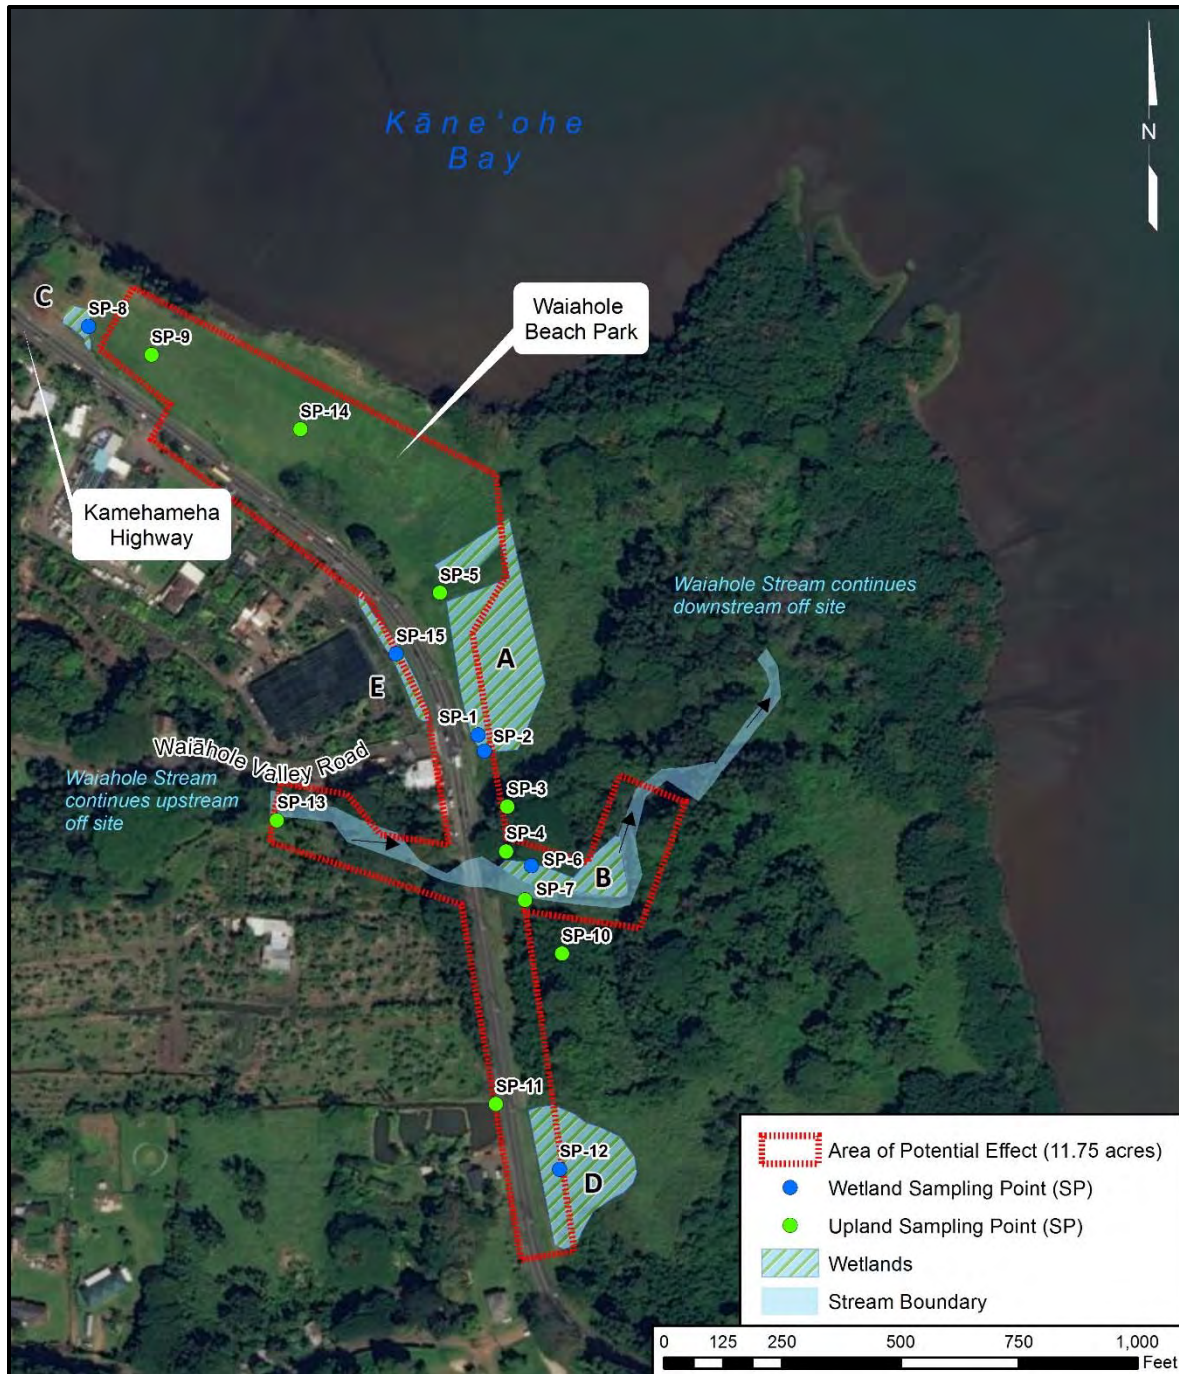 Kāne‘ohe
Bay
N
C
SP-8
SP-9
Waiahole
Beach Park
SP-14
Kamehameha
Highway
SP-5
Waiahole Stream continues
downstream off site
SP-15
A
E
SP-1
SP-2
Waiāhole Valley Road
Waiahole Stream
continues upstream
off site
SP-13
SP-3
SP-4
SP-6
B
SP-7
SP-10
SP-11
SP-12
D
Area of Potential Effect (11.75 acres)
Wetland Sampling Point (SP)
Upland Sampling Point (SP)
Wetlands
Stream Boundary
0 125 250 500 750 1,000
Feet